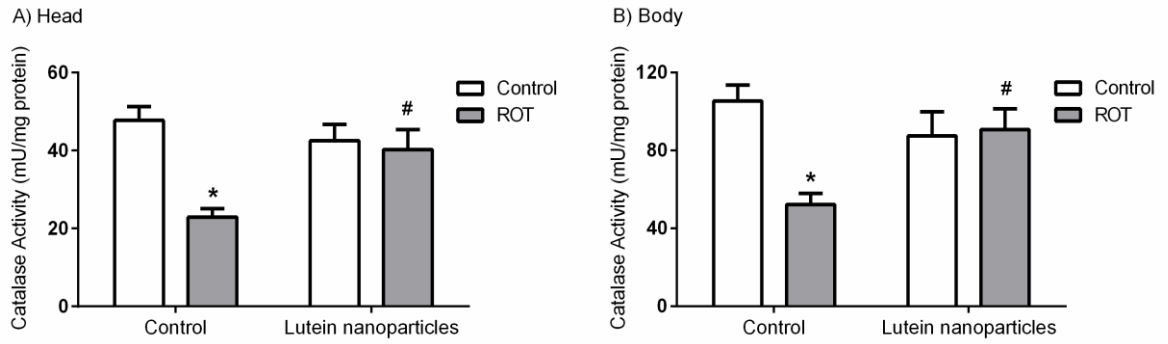 A) Head
Catalase Activity (mU/mg protein)
60
40
20
0
*
#
Control
ROT
Control
Lutein nanoparticles
B) Body
Catalase Activity (mU/mg protein)
120
80
40
0
*
#
Control
ROT
Control
Lutein nanoparticles